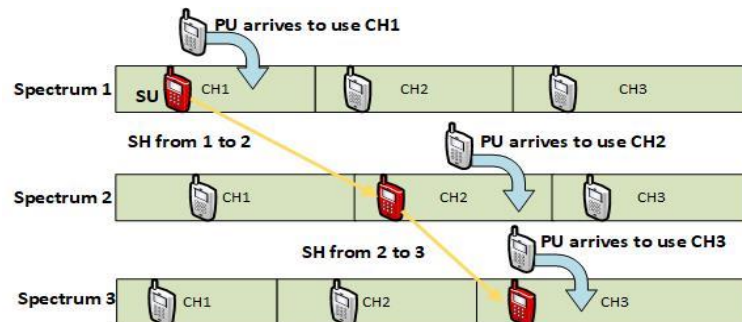 PU arrives to use CH1
Spectrum 1
SU
CH1
CH2
CH3
SH from 1 to 2
PU arrives to use CH2
Spectrum 2
CH1
CH2
CH3
SH from 2 to 3
PU arrives to use CH3
Spectrum 3
CH1
CH2
CH3